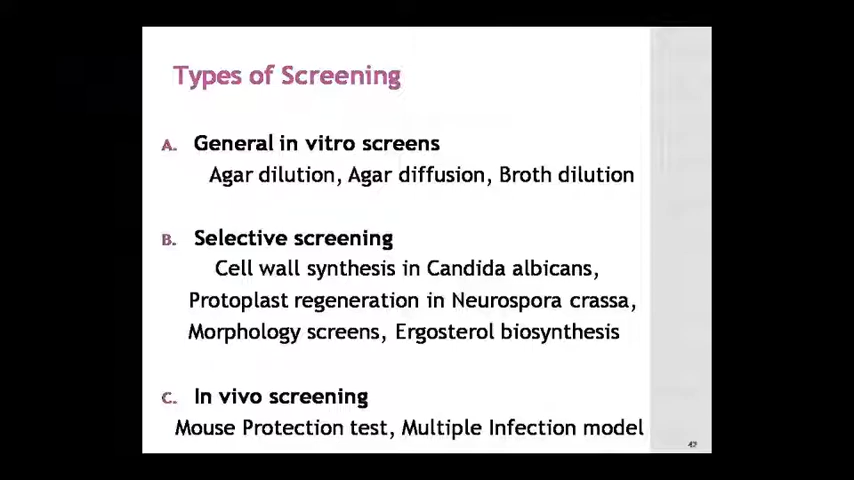 Types of Screening
A. General in vitro screens
Agar dilution, Agar diffusion, Broth dilution
B. Selective screening
Cell wall synthesis in Candida albicans,
Protoplast regeneration in Neurospora crassa,
Morphology screens, Ergosterol biosynthesis
C. In vivo screening
Mouse Protection test, Multiple Infection model